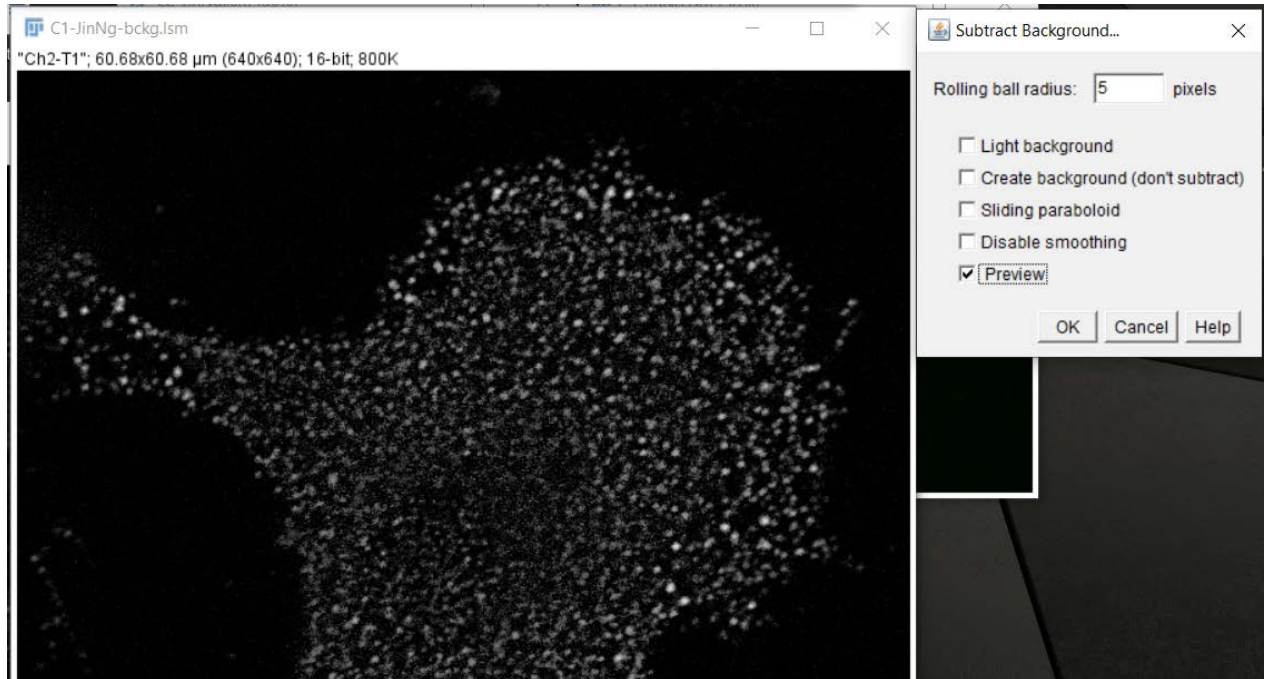 C1-JinNg-bckg.lsm
"Ch2-T1"; 60.68x60.68 µm (640x640); 16-bit; 800K
Subtract Background...
Rolling ball radius: 5 pixels
Light background
Create background (don't subtract)
Sliding paraboloid
Disable smoothing
Preview
OK Cancel Help